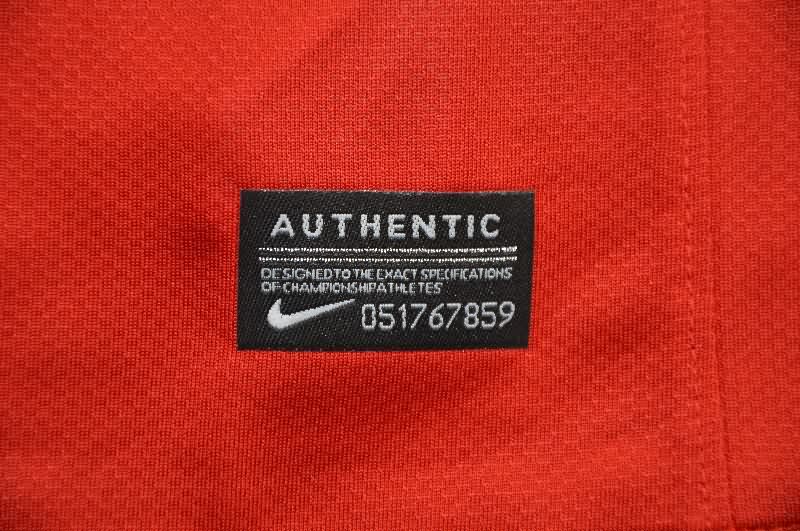 AUTHENTIC
DESIGNED TO THE EXACT SPECIFICATIONS
OF CHAMPIONSHIP ATHLETES
051767859